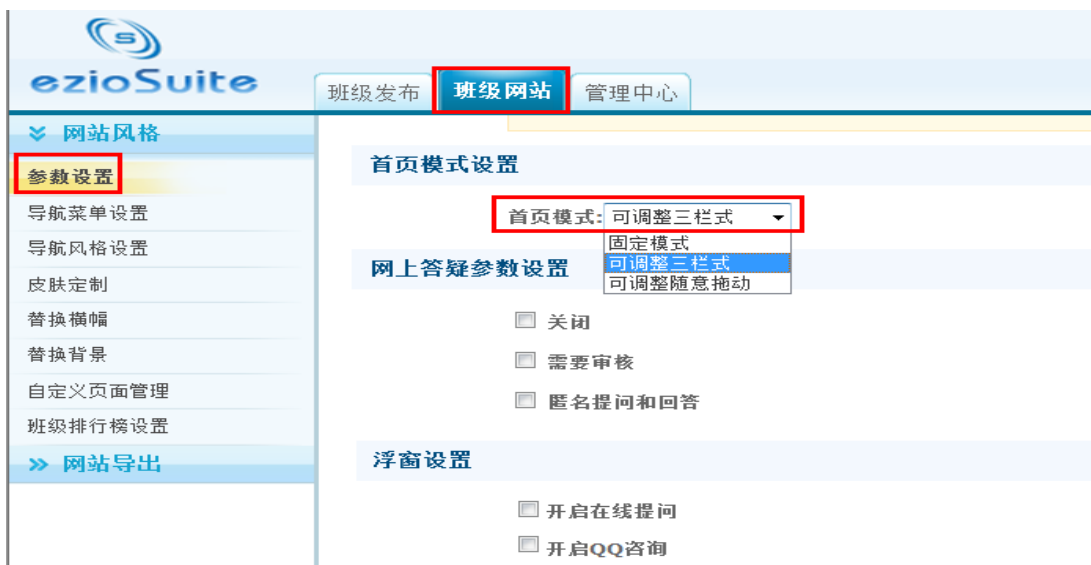 ezioSuite
班级发布
班级网站
管理中心
网站风格
参数设置
导航菜单设置
导航风格设置
皮肤定制
替换横幅
替换背景
自定义页面管理
班级排行榜设置
网站导出
首页模式设置
首页模式: 可调整三栏式
固定模式
可调整三栏式
可调整随意拖动
网上答疑参数设置
关闭
需要审核
匿名提问和回答
浮窗设置
开启在线提问
开启QQ咨询